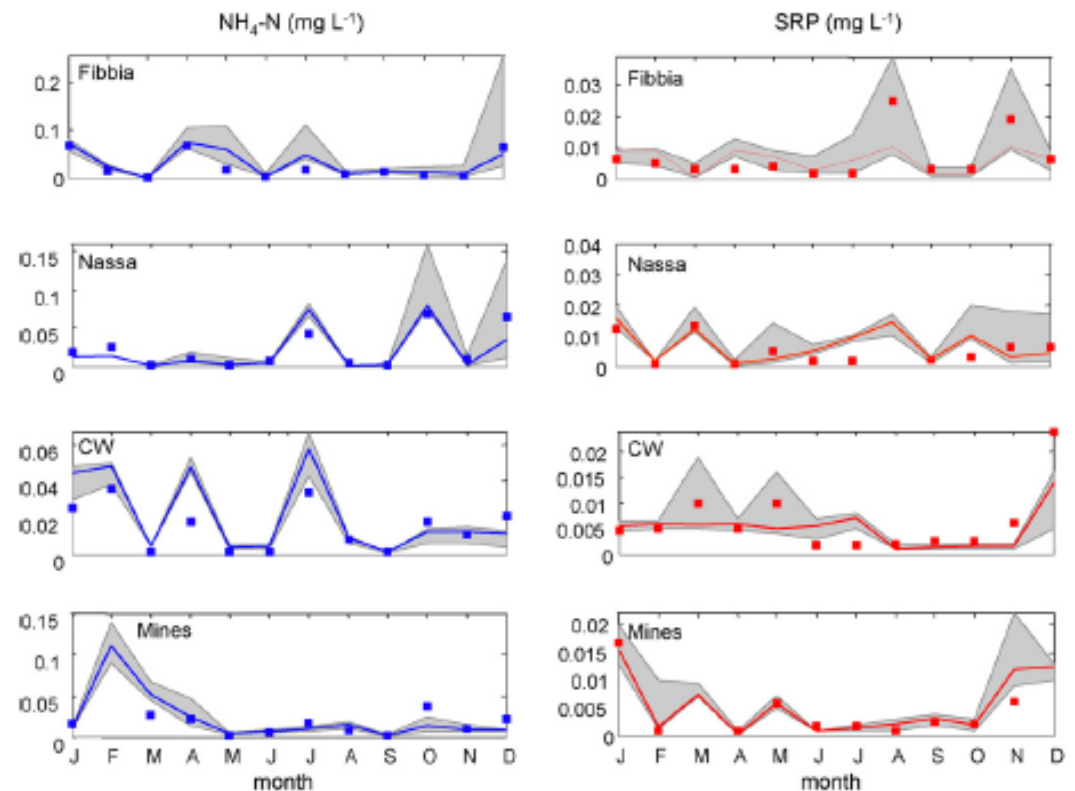 NH₄-N (mg L⁻¹)
SRP (mg L⁻¹)
Fibbia
0.2
0.1
0
Fibbia
0.03
0.02
0.01
0
Nassa
0.15
0.1
0.05
0
Nassa
0.04
0.03
0.02
0.01
0
CW
0.06
0.04
0.02
0
CW
0.02
0.015
0.01
0.005
0
Mines
0.15
0.1
0.05
0
J F M A M J J A S O N D
month
Mines
0.02
0.015
0.01
0.005
0
J F M A M J J A S O N D
month